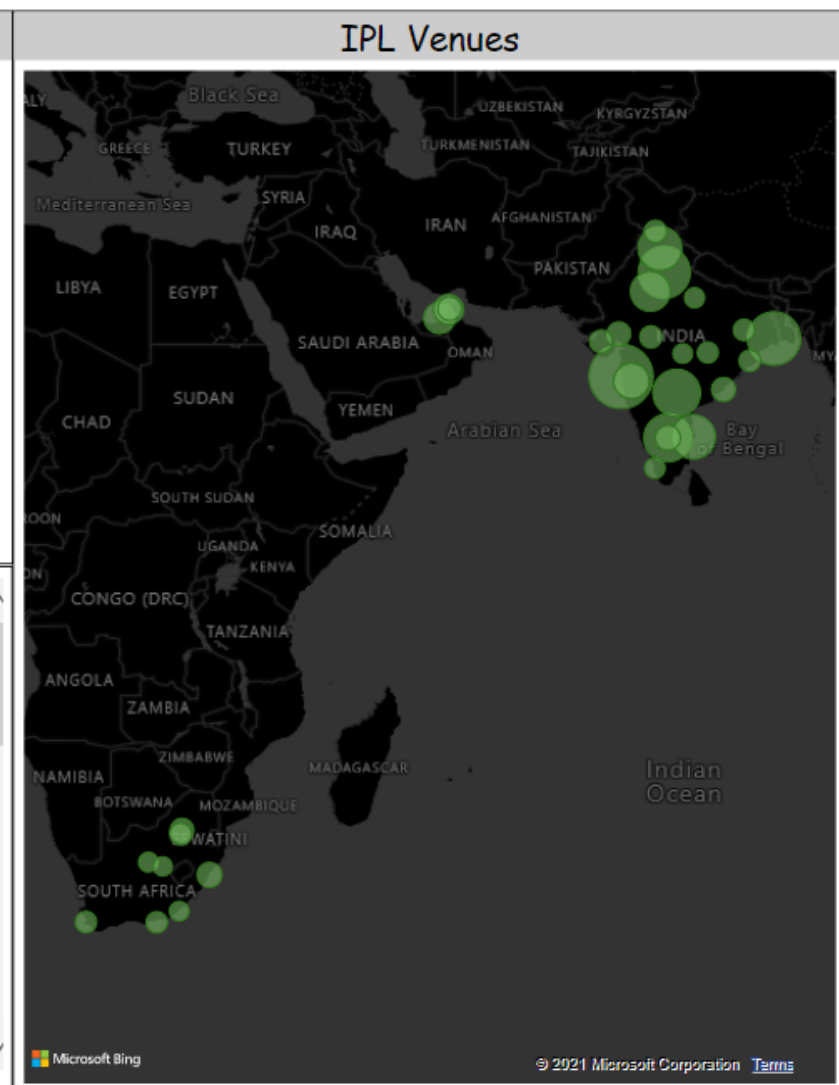 IPL Venues
Black Sea
UZBEKISTAN
KYRGYZSTAN
GREECE
TURKEY
TURKMENISTAN
TAJIKISTAN
Mediterranean Sea
SYRIA
IRAQ
IRAN
AFGHANISTAN
PAKISTAN
LIBYA
EGYPT
SAUDI ARABIA
OMAN
INDIA
SUDAN
CHAD
YEMEN
Arabian Sea
Bay
of Bengal
SOUTH SUDAN
SOMALIA
UGANDA
KENYA
CONGO (DRC)
TANZANIA
ANGOLA
ZAMBIA
ZIMBABWE
MADAGASCAR
NAMIBIA
BOTSWANA
MOZAMBIQUE
Indian
Ocean
ESWATINI
SOUTH AFRICA
Microsoft Bing
© 2021 Microsoft Corporation Terms